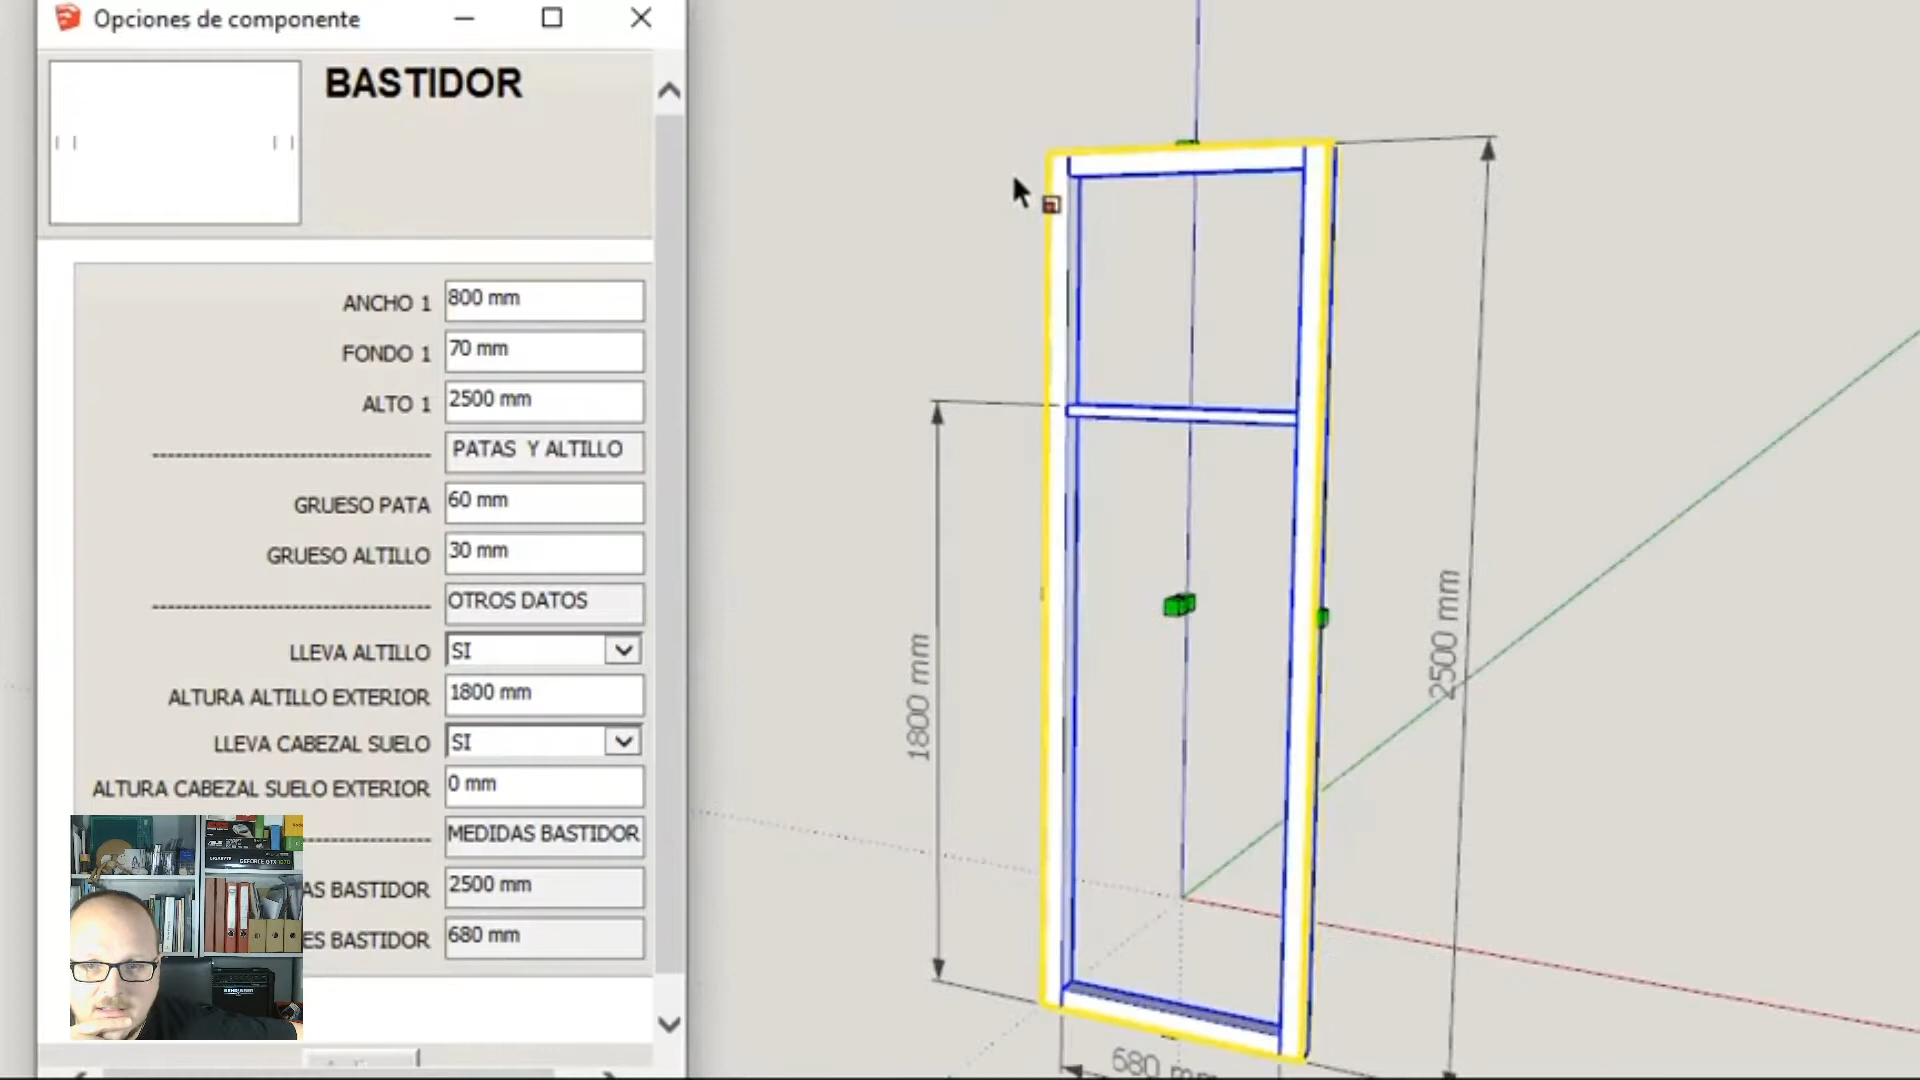 Opciones de componente
BASTIDOR
ANCHO 1 800 mm
FONDO 1 70 mm
ALTO 1 2500 mm
------------------------------------ PATAS Y ALTILLO
GRUESO PATA 60 mm
GRUESO ALTILLO 30 mm
------------------------------------ OTROS DATOS
LLEVA ALTILLO SI
ALTURA ALTILLO EXTERIOR 1800 mm
LLEVA CABEZAL SUELO SI
ALTURA CABEZAL SUELO EXTERIOR 0 mm
---------------- MEDIDAS BASTIDOR
AS BASTIDOR 2500 mm
ES BASTIDOR 680 mm
1800 mm
2500 mm
680 mm